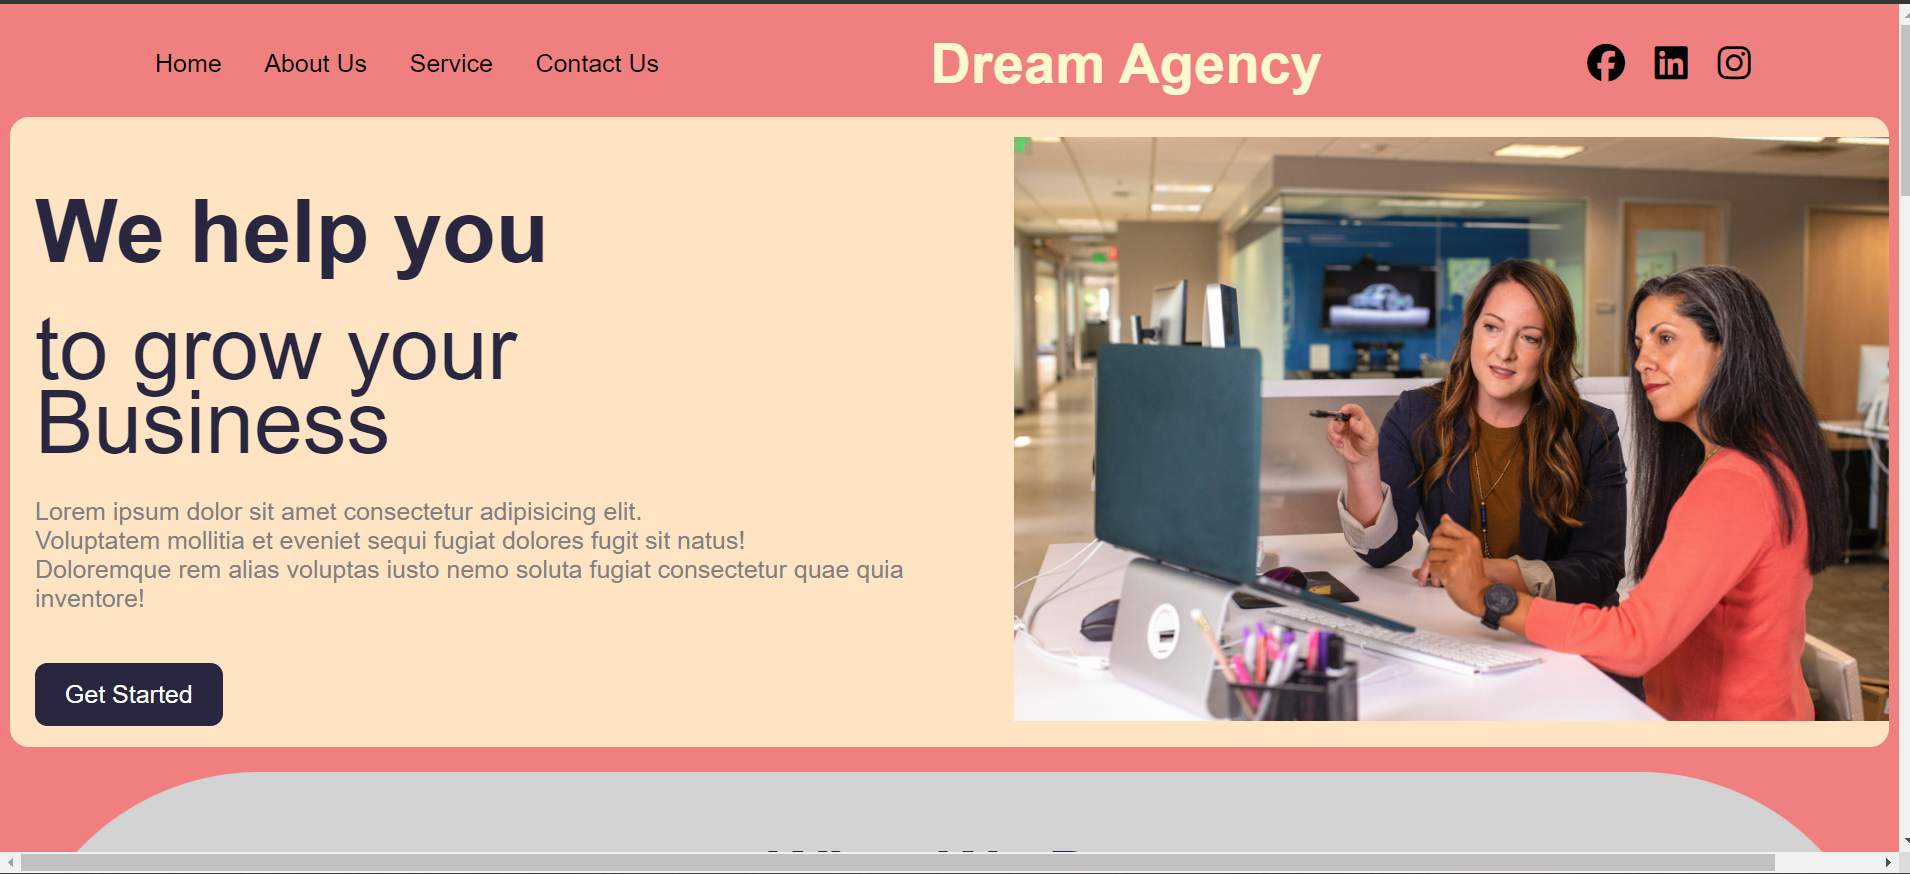 Home About Us Service Contact Us Dream Agency
We help you
to grow your
Business
Lorem ipsum dolor sit amet consectetur adipisicing elit.
Voluptatem mollitia et eveniet sequi fugiat dolores fugit sit natus!
Doloremque rem alias voluptas iusto nemo soluta fugiat consectetur quae quia
inventore!
Get Started